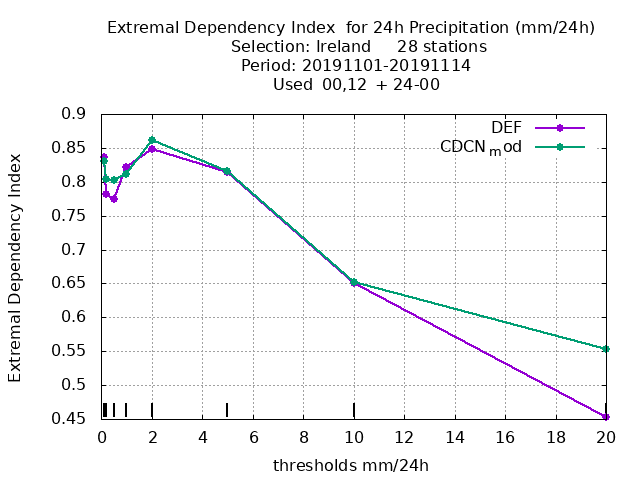 Extremal Dependency Index  for 24h Precipitation (mm/24h)
Selection: Ireland     28 stations
Period: 20191101-20191114
Used  00,12  + 24-00
DEF
CDCN_mod
Extremal Dependency Index
0.9
0.85
0.8
0.75
0.7
0.65
0.6
0.55
0.5
0.45
0 2 4 6 8 10 12 14 16 18 20
thresholds mm/24h